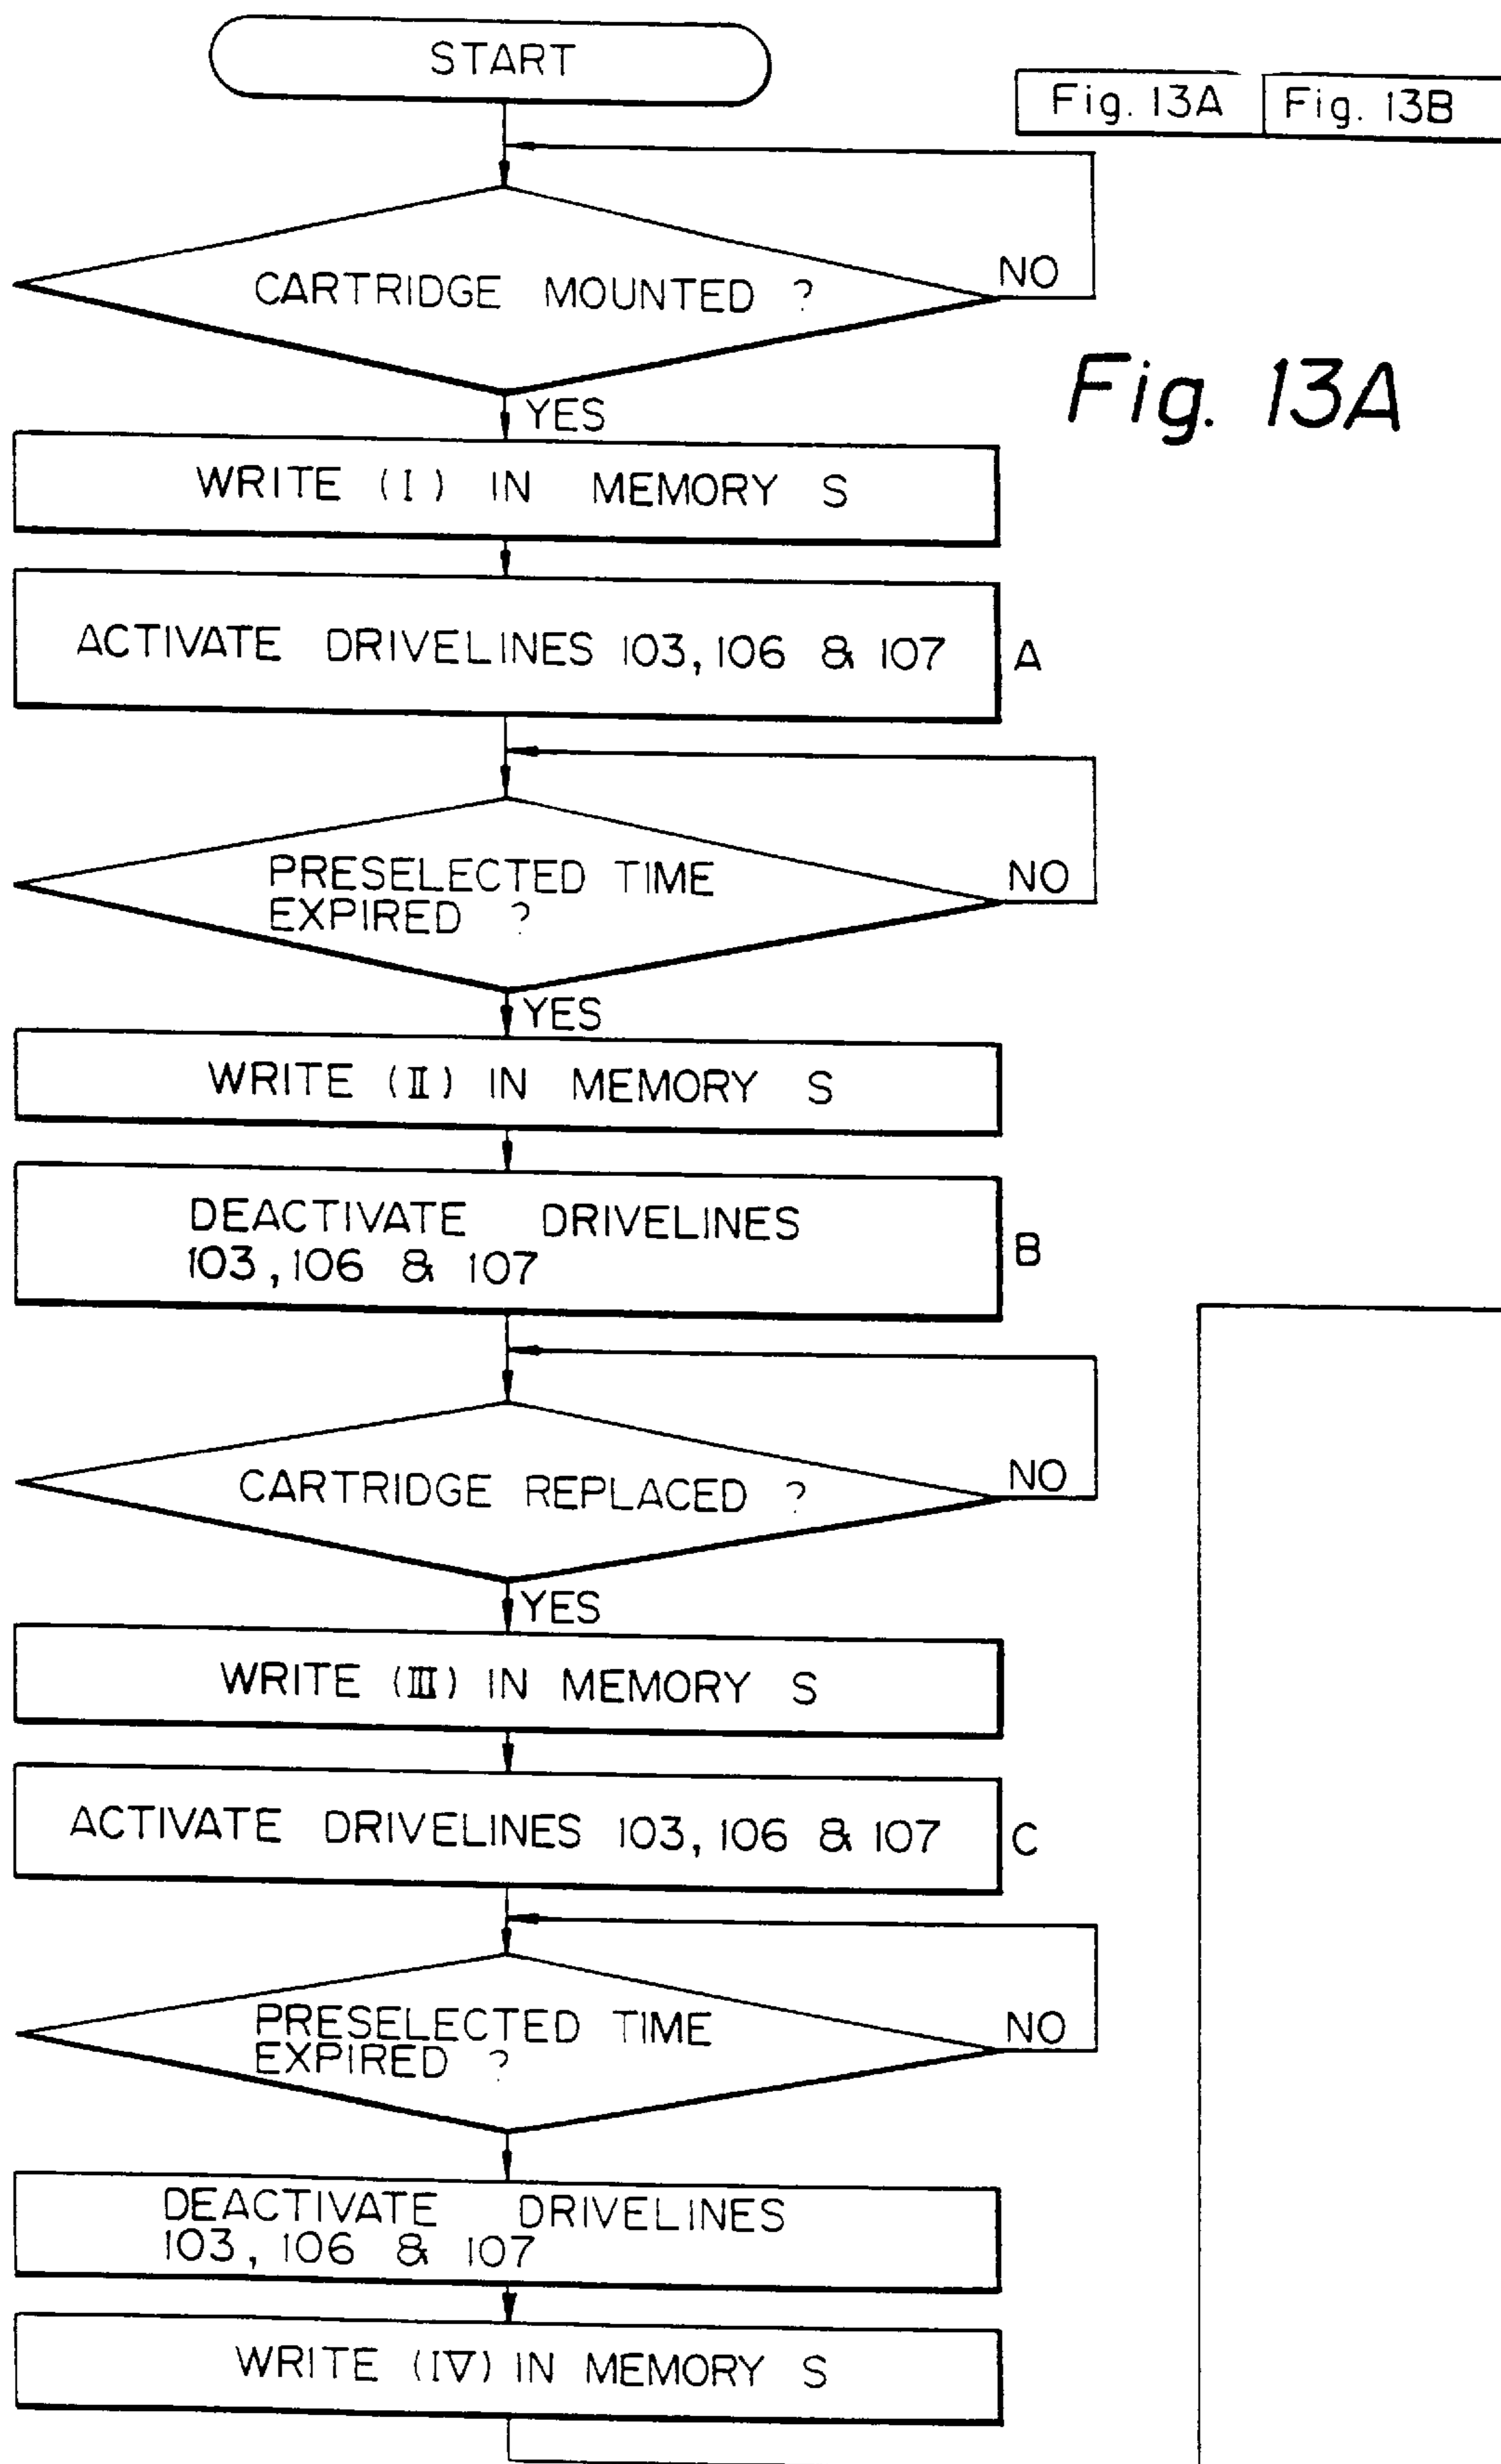 START
Fig. 13A Fig. 13B
CARTRIDGE MOUNTED ?
NO
Fig. 13A
YES
WRITE (I) IN MEMORY S
ACTIVATE DRIVELINES 103, 106 & 107
A
PRESELECTED TIME
EXPIRED ?
NO
YES
WRITE (II) IN MEMORY S
DEACTIVATE DRIVELINES
103, 106 & 107
B
CARTRIDGE REPLACED ?
NO
YES
WRITE (III) IN MEMORY S
ACTIVATE DRIVELINES 103, 106 & 107
C
PRESELECTED TIME
EXPIRED ?
NO
DEACTIVATE DRIVELINES
103, 106 & 107
WRITE (IV) IN MEMORY S